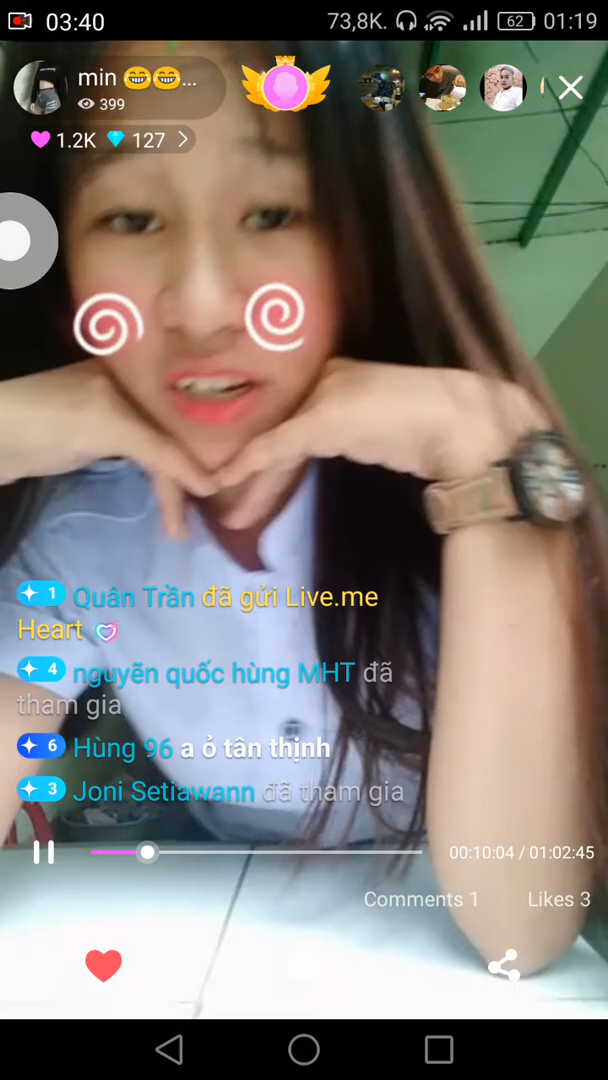 03:40 73,8K. 62 01:19
min 😂😂...
399
1.2K 127
1 Quân Trần đã gửi Live.me
Heart
4 nguyễn quốc hùng MHT đã
tham gia
6 Hùng 96 a ỏ tân thịnh
3 Joni Setiawann đã tham gia
00:10:04 / 01:02:45
Comments 1 Likes 3